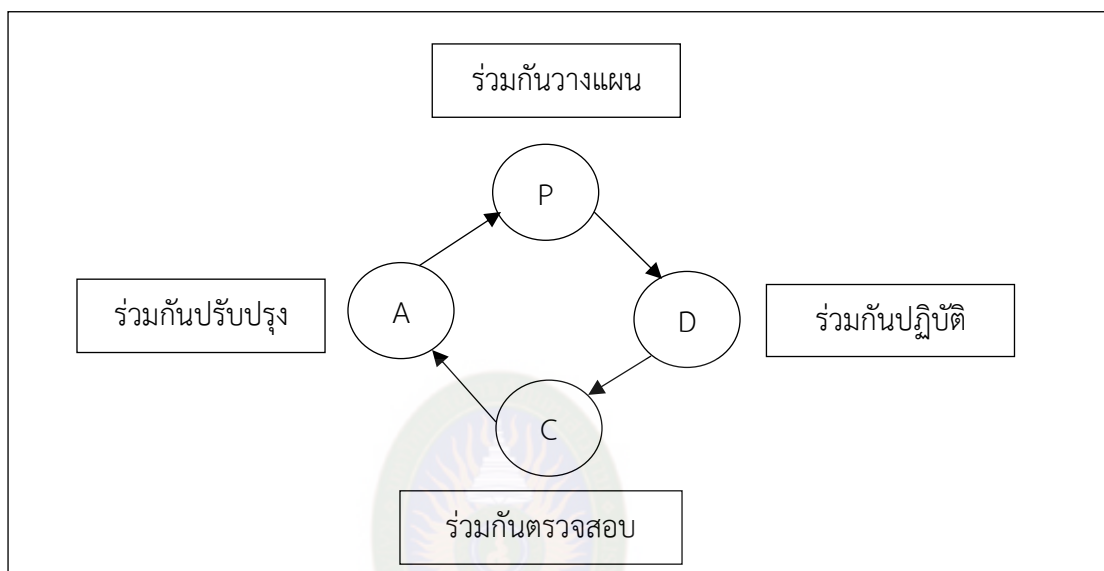 ร่วมกันวางแผน
P
ร่วมกันปรับปรุง
A
D
ร่วมกันปฏิบัติ
C
ร่วมกันตรวจสอบ